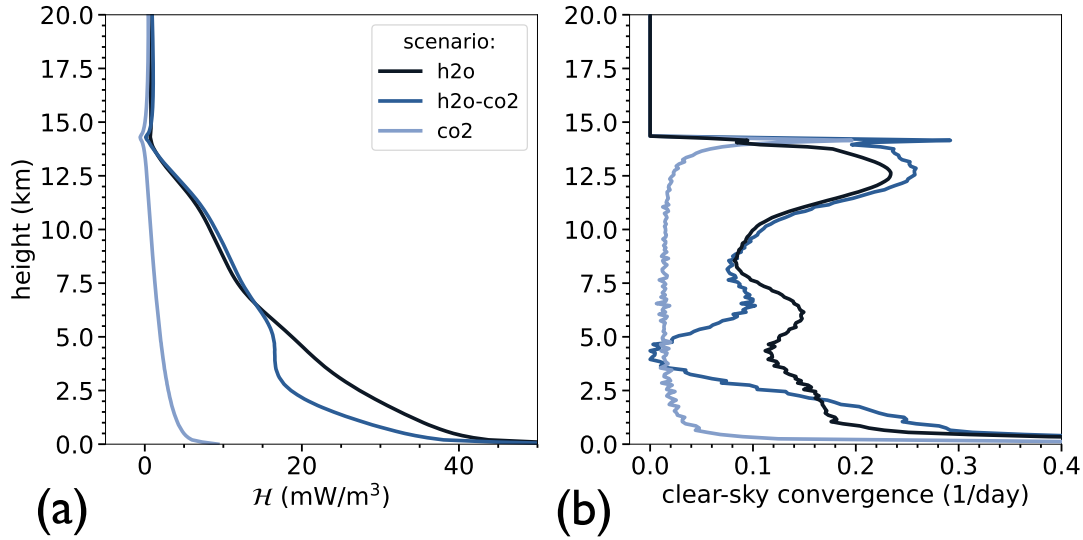 20.0
17.5
15.0
12.5
10.0
7.5
5.0
2.5
0.0
height (km)
0
20
40
ℋ (mW/m³)
scenario:
h2o
h2o-co2
co2
(a)
20.0
17.5
15.0
12.5
10.0
7.5
5.0
2.5
0.0
0.0
0.1
0.2
0.3
0.4
clear-sky convergence (1/day)
(b)